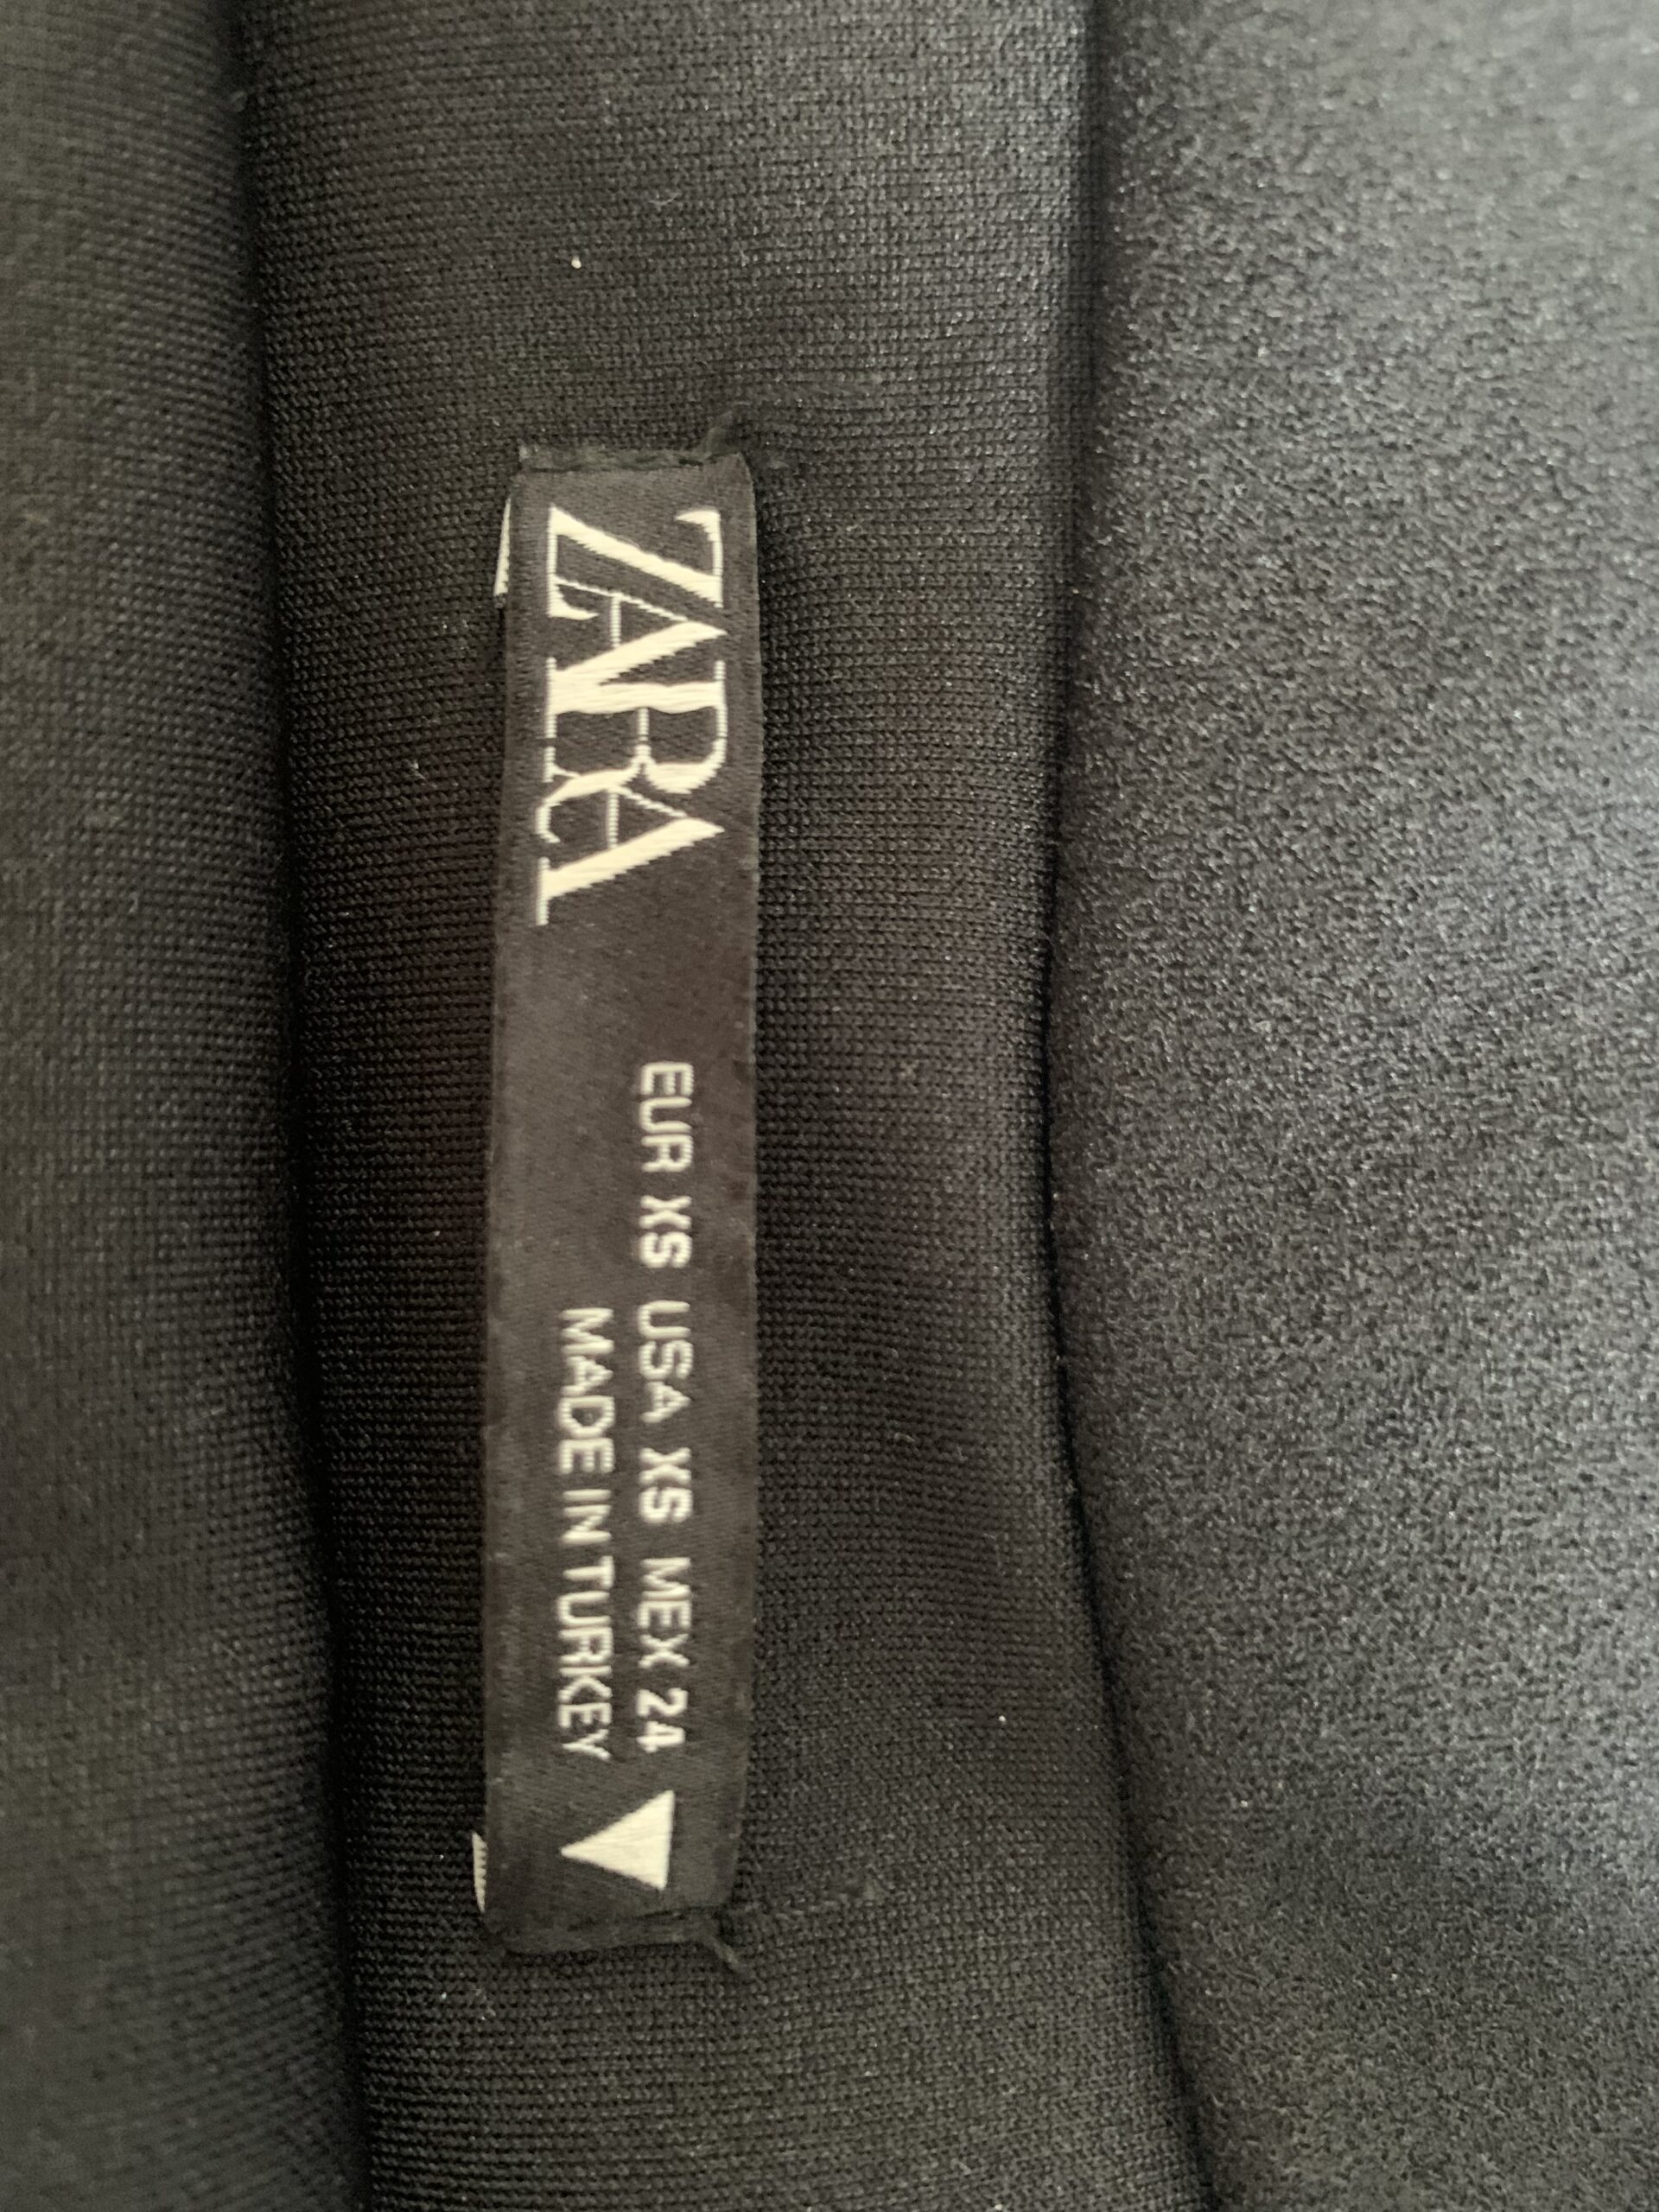 ZARA
EUR XS USA XS MEX 24
MADE IN TURKEY